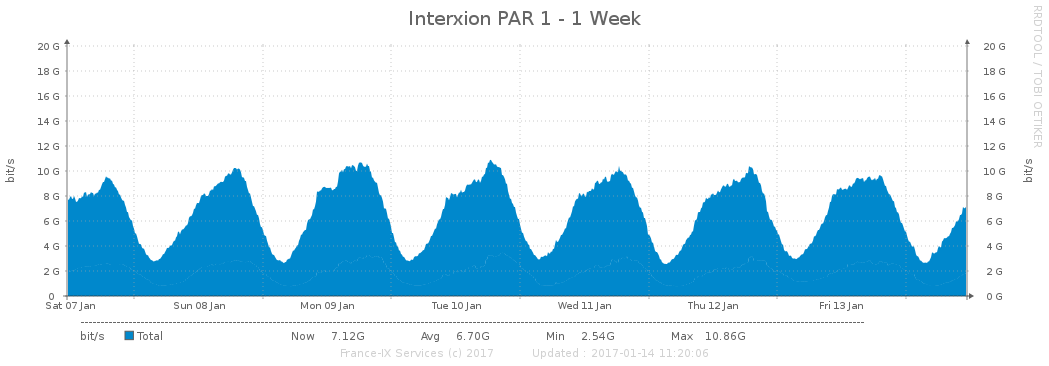 Interxion PAR 1 - 1 Week
RRDTOOL / TOBI OETIKER
20 G 20 G
18 G 18 G
16 G 16 G
14 G 14 G
12 G 12 G
10 G 10 G
8 G 8 G
6 G 6 G
4 G 4 G
2 G 2 G
0 0 G
bit/s
bit/s
Sat 07 Jan Sun 08 Jan Mon 09 Jan Tue 10 Jan Wed 11 Jan Thu 12 Jan Fri 13 Jan
bit/s Total Now 7.12G Avg 6.70G Min 2.54G Max 10.86G
France-IX Services (c) 2017 Updated : 2017-01-14 11:20:06